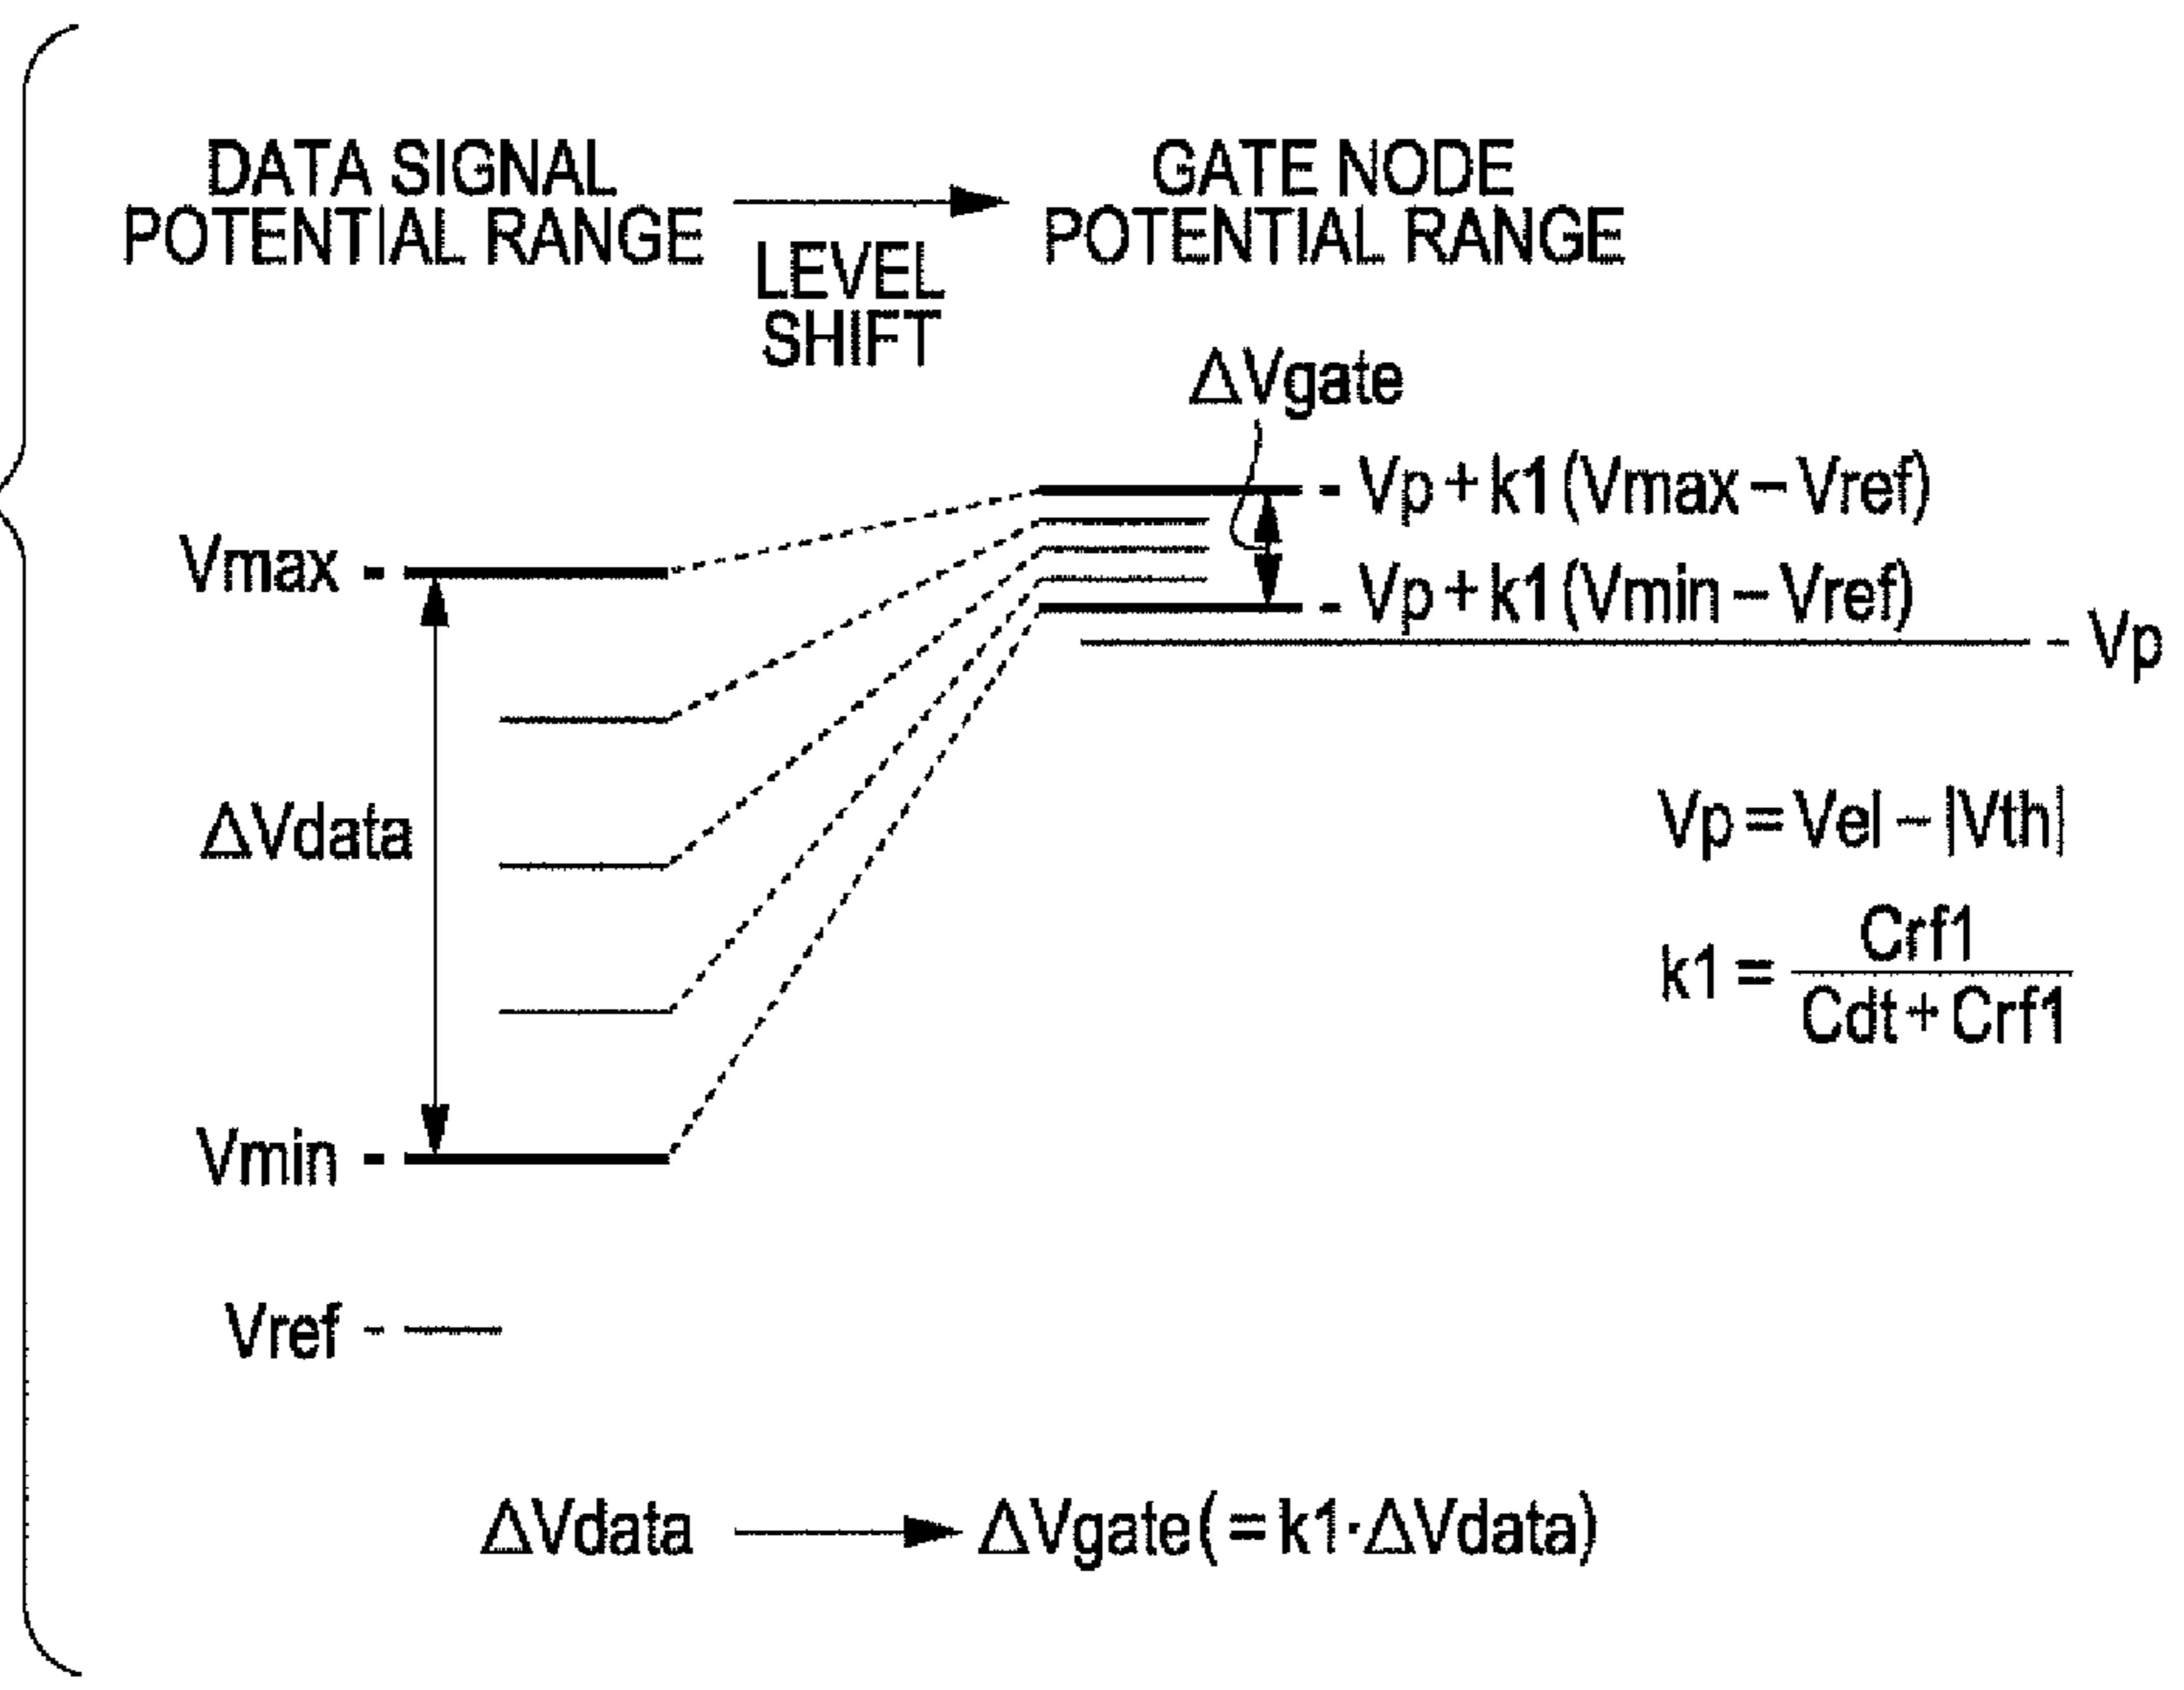 DATA SIGNAL
POTENTIAL RANGE
LEVEL
SHIFT
GATE NODE
POTENTIAL RANGE
ΔVgate
Vp + k1 (Vmax – Vref)
Vmax
Vp + k1 (Vmin – Vref)
Vp
ΔVdata
Vp = Vel – |Vth|
k1 = Crf1 / Cdt + Crf1
Vmin
Vref
ΔVdata → ΔVgate (= k1·ΔVdata)